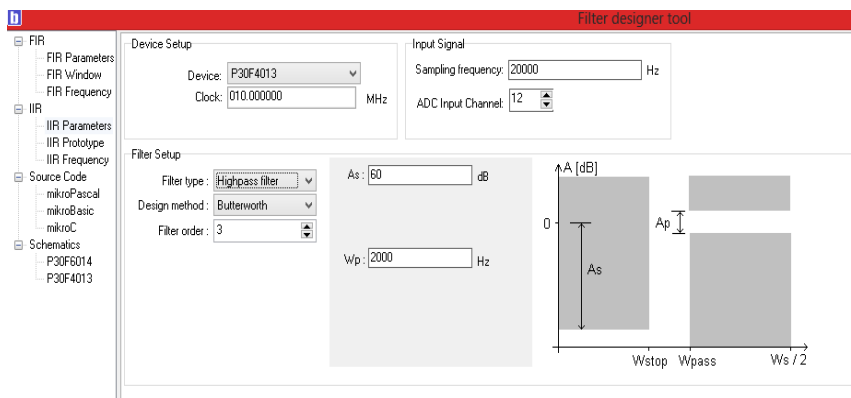 b
Filter designer tool
FIR
FIR Parameters
FIR Window
FIR Frequency
IIR
IIR Parameters
IIR Prototype
IIR Frequency
Source Code
mikroPascal
mikroBasic
mikroC
Schematics
P30F6014
P30F4013
Device Setup
Device: P30F4013
Clock: 010.000000 MHz
Input Signal
Sampling frequency: 20000 Hz
ADC Input Channel: 12
Filter Setup
Filter type : Highpass filter
Design method : Butterworth
Filter order : 3
As : 60 dB
Wp : 2000 Hz
A [dB]
0
Ap
As
Wstop Wpass Ws / 2